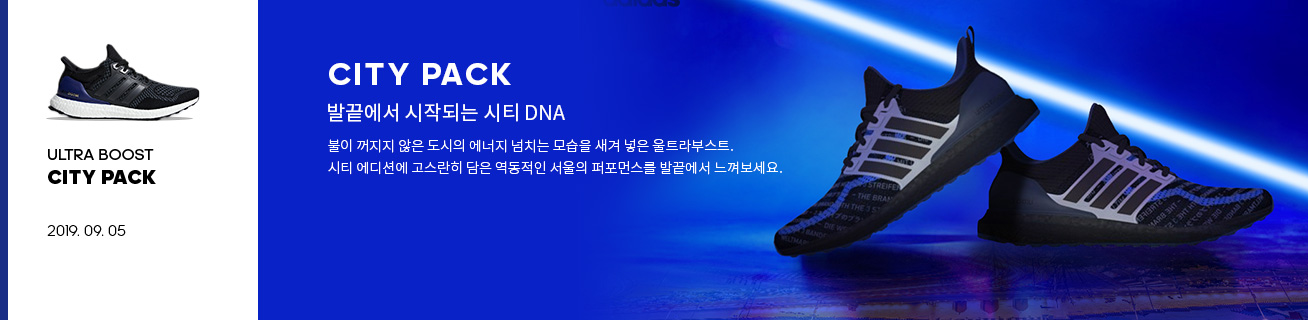 ULTRA BOOST
CITY PACK
2019. 09. 05
CITY PACK
발끝에서 시작되는 시티 DNA
불이 꺼지지 않은 도시의 에너지 넘치는 모습을 새겨 넣은 울트라부스트.
시티 에디션에 고스란히 담은 역동적인 서울의 퍼포먼스를 발끝에서 느껴보세요.
adidas